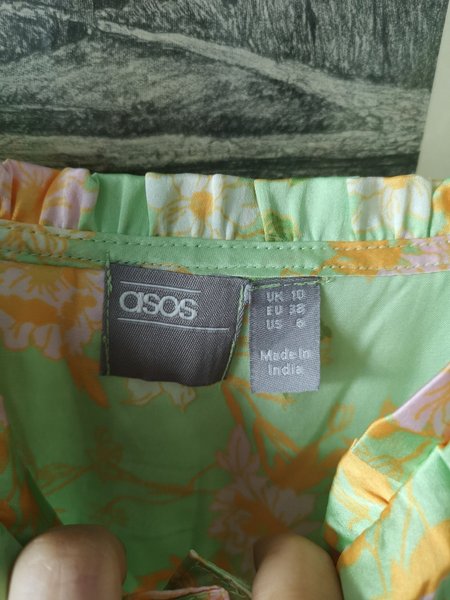 asos
UK 10
EU 38
US 6
Made in
India